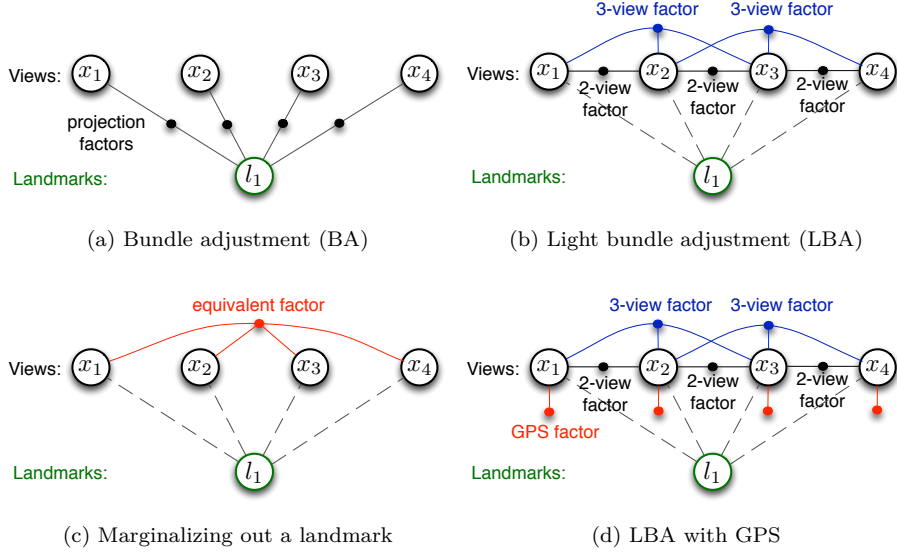 Views:
x1
x2
x3
x4
projection
factors
Landmarks:
l1
(a) Bundle adjustment (BA)
3-view factor
3-view factor
Views:
x1
x2
x3
x4
2-view
factor
2-view
factor
2-view
factor
Landmarks:
l1
(b) Light bundle adjustment (LBA)
equivalent factor
Views:
x1
x2
x3
x4
Landmarks:
l1
(c) Marginalizing out a landmark
3-view factor
3-view factor
Views:
x1
x2
x3
x4
2-view
factor
2-view
factor
2-view
factor
GPS factor
Landmarks:
l1
(d) LBA with GPS